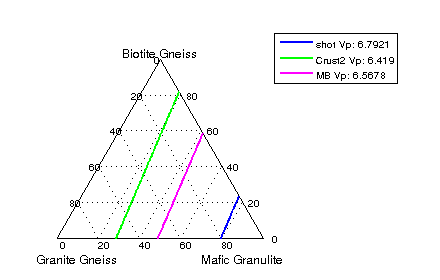 Biotite Gneiss
shot Vp: 6.7921
Crust2 Vp: 6.419
MB Vp: 6.5678
0
20 80
40 60
60 40
80 20
0
0 20 40 60 80
Granite Gneiss Mafic Granulite